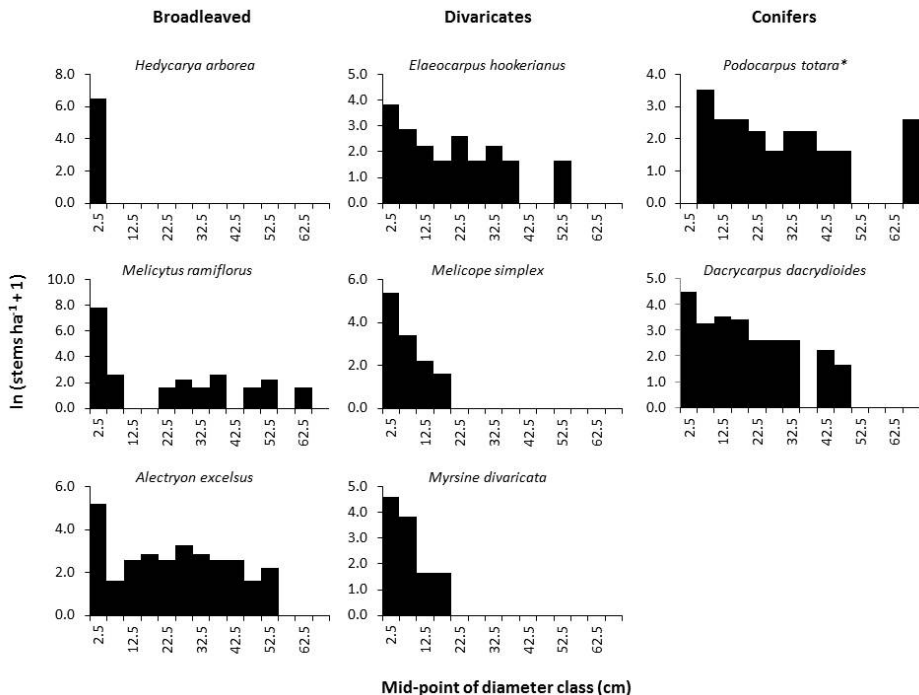 Broadleaved Divaricates Conifers
Hedycarya arborea Elaeocarpus hookerianus Podocarpus totara*
8.0 5.0 4.0
6.0 4.0 3.0
4.0 3.0 2.0
2.0 2.0 1.0
0.0 1.0 0.0
0.0
2.5 12.5 22.5 32.5 42.5 52.5 62.5 2.5 12.5 22.5 32.5 42.5 52.5 62.5 2.5 12.5 22.5 32.5 42.5 52.5 62.5
ln (stems ha⁻¹ + 1)
Melicytus ramiflorus Melicope simplex Dacrycarpus dacrydioides
10.0 6.0 5.0
8.0 4.0 4.0
6.0 2.0 3.0
4.0 0.0 2.0
2.0 1.0
0.0 0.0
2.5 12.5 22.5 32.5 42.5 52.5 62.5 2.5 12.5 22.5 32.5 42.5 52.5 62.5 2.5 12.5 22.5 32.5 42.5 52.5 62.5
Alectryon excelsus Myrsine divaricata
6.0 5.0
4.0 4.0
2.0 3.0
0.0 2.0
1.0
0.0
2.5 12.5 22.5 32.5 42.5 52.5 62.5 2.5 12.5 22.5 32.5 42.5 52.5 62.5
Mid-point of diameter class (cm)